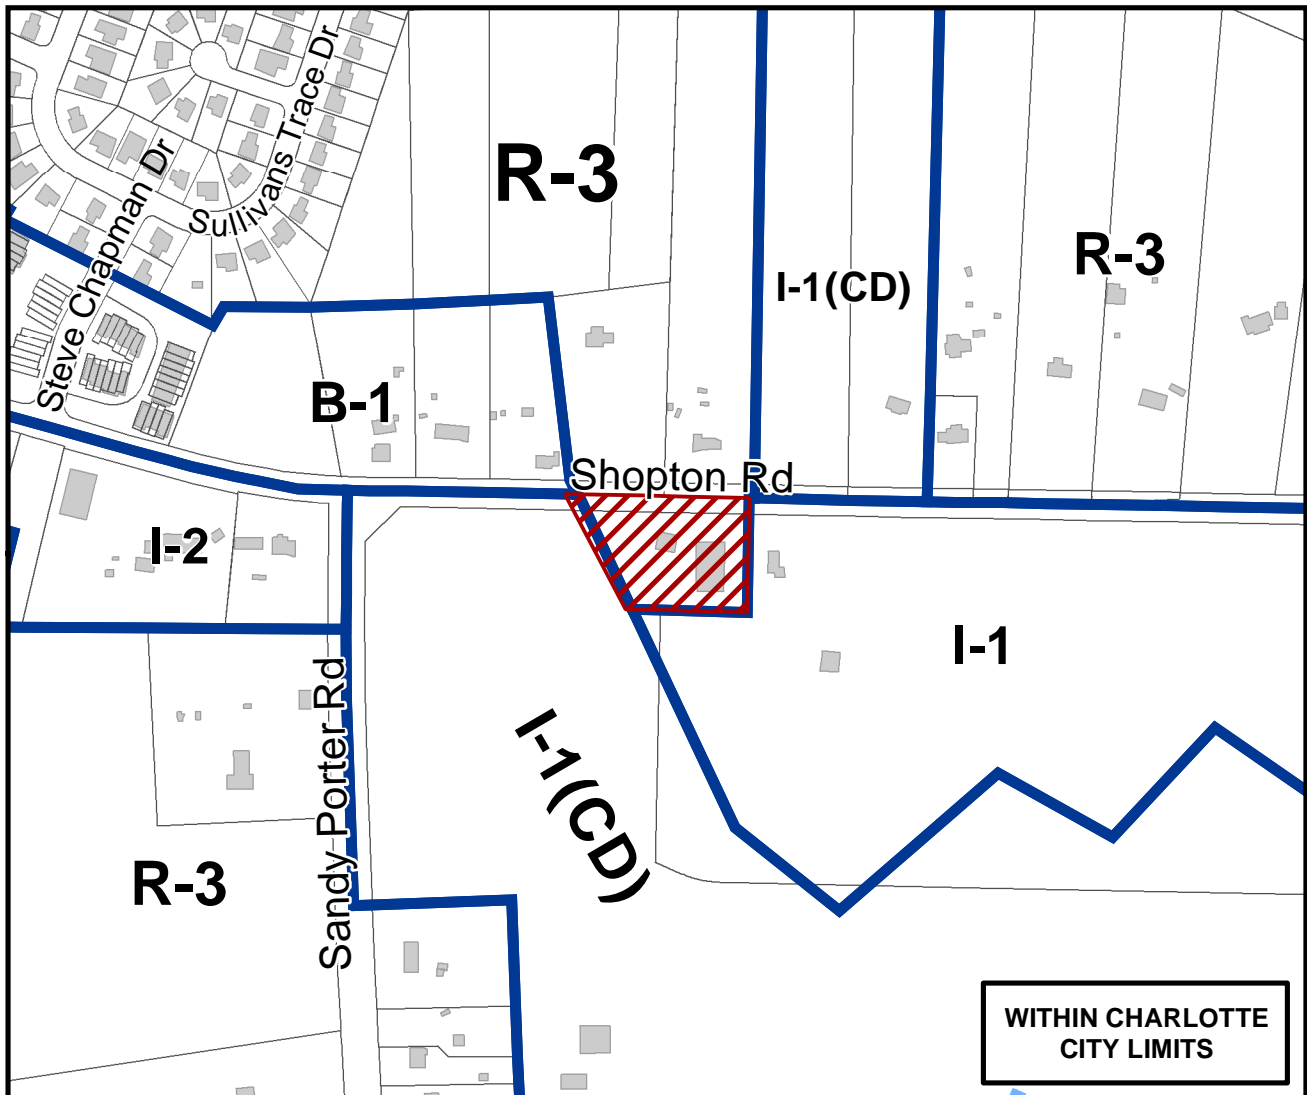 Sullivans Trace Dr
Steve Chapman Dr
R-3
R-3
I-1(CD)
B-1
Shopton Rd
I-2
I-1
Sandy Porter Rd
I-1(CD)
R-3
WITHIN CHARLOTTE
CITY LIMITS